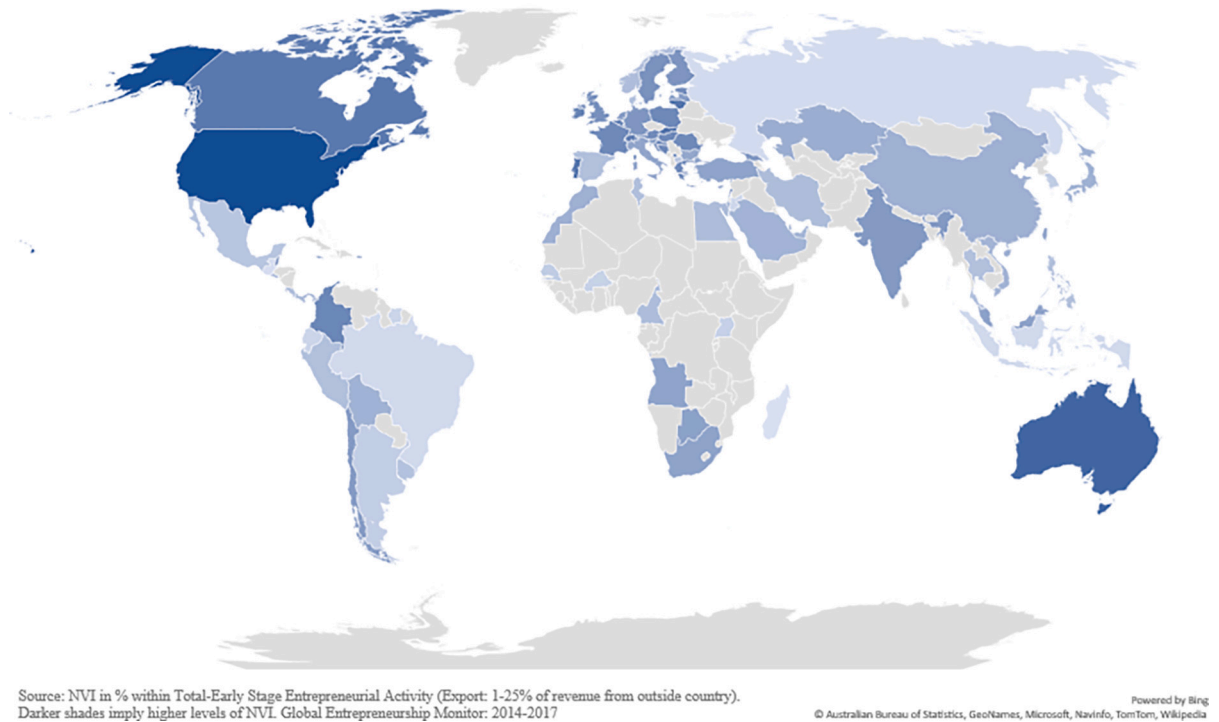 Source: NVI in % within Total-Early Stage Entrepreneurial Activity (Export: 1-25% of revenue from outside country).
Darker shades imply higher levels of NVI. Global Entrepreneurship Monitor: 2014-2017
Powered by Bing
© Australian Bureau of Statistics, GeoNames, Microsoft, Navinfo, TomTom, Wikipedia